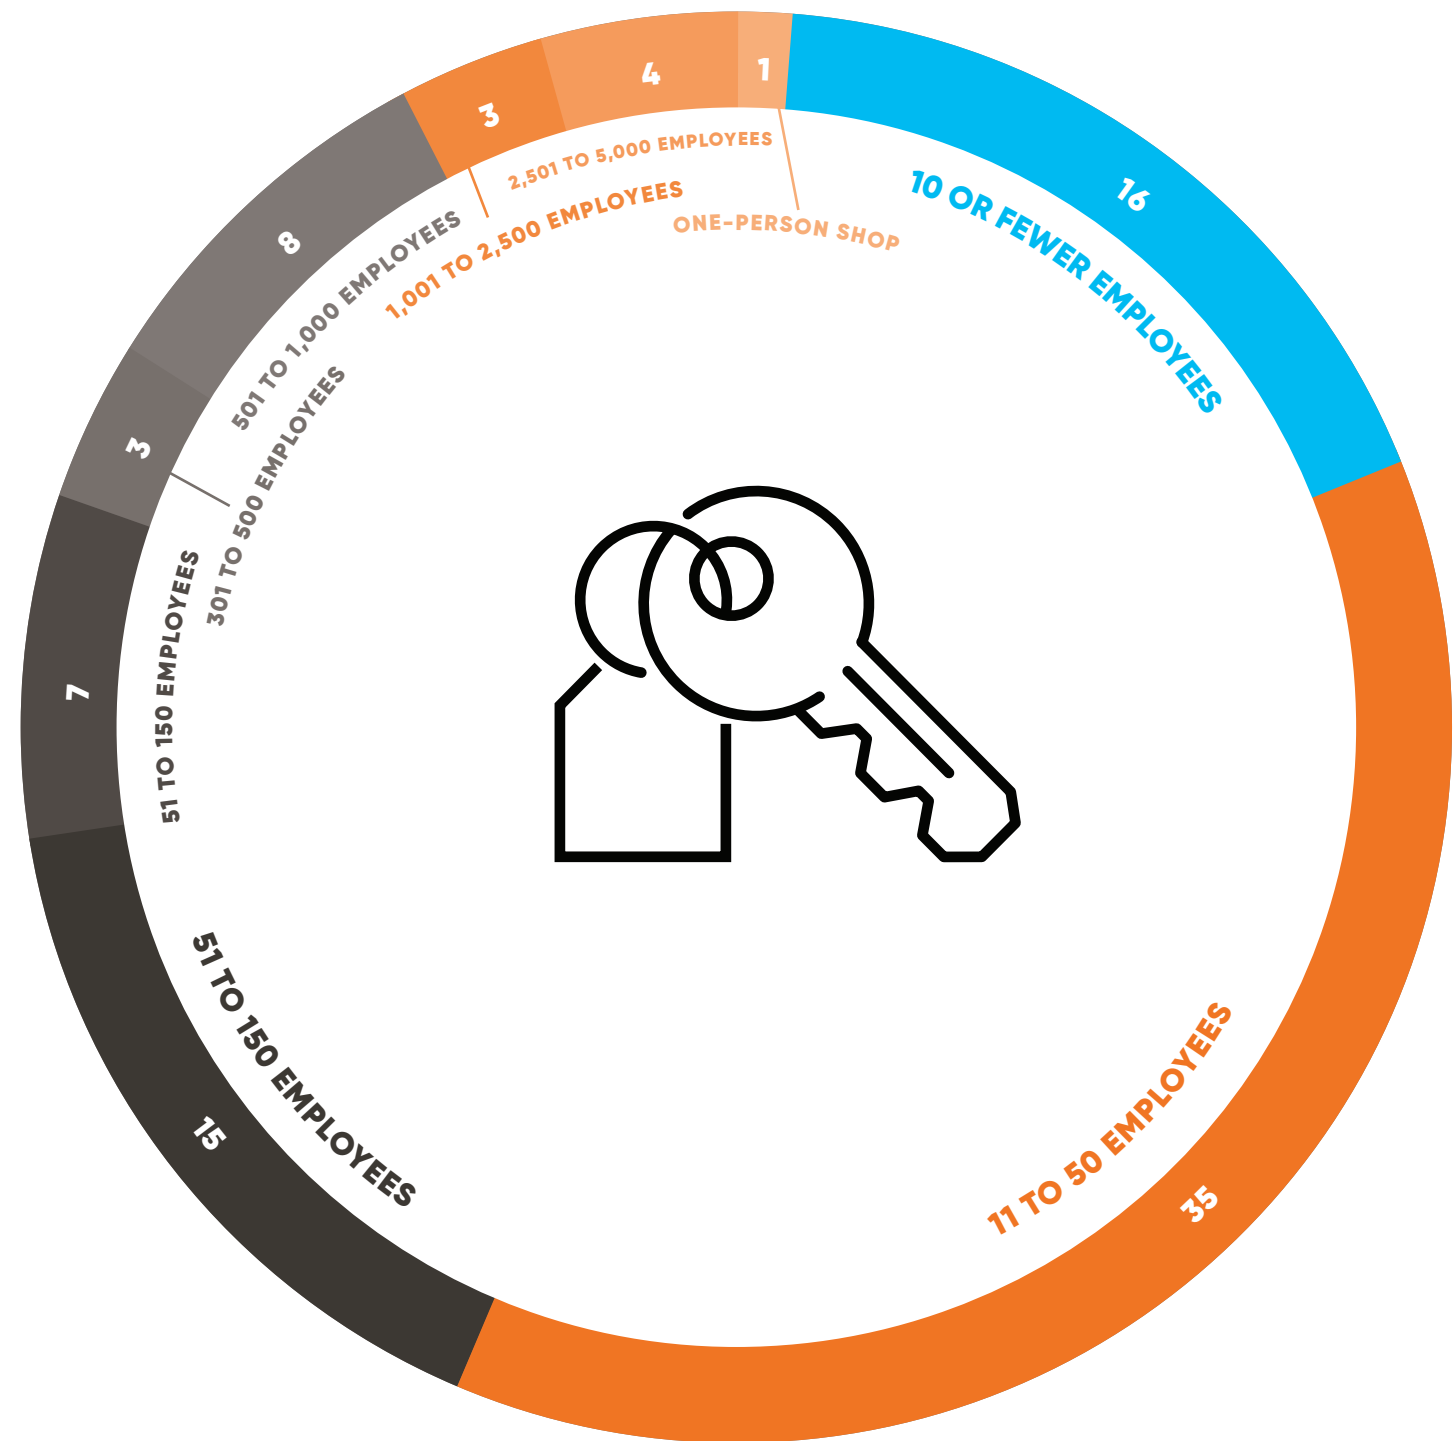 1
ONE-PERSON SHOP
16
10 OR FEWER EMPLOYEES
35
11 TO 50 EMPLOYEES
15
51 TO 150 EMPLOYEES
7
51 TO 150 EMPLOYEES
3
301 TO 500 EMPLOYEES
8
501 TO 1,000 EMPLOYEES
3
1,001 TO 2,500 EMPLOYEES
4
2,501 TO 5,000 EMPLOYEES